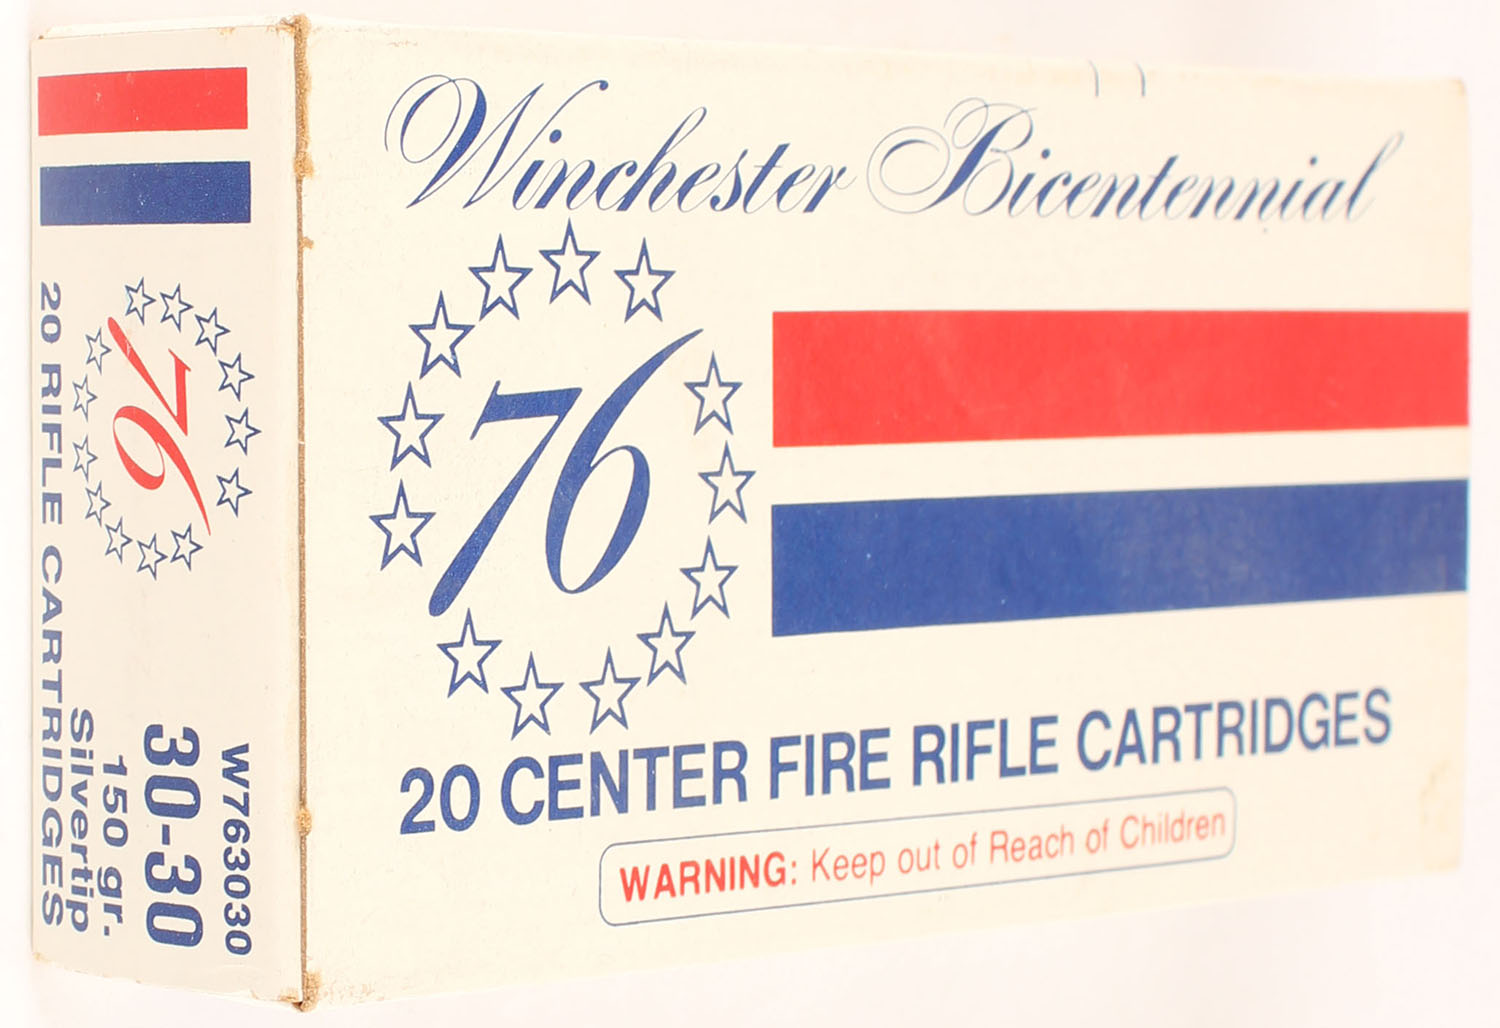 Winchester Bicentennial
76
20 CENTER FIRE RIFLE CARTRIDGES
WARNING: Keep out of Reach of Children
W763030
30-30
150 gr.
Silvertip
76
20 RIFLE CARTRIDGES